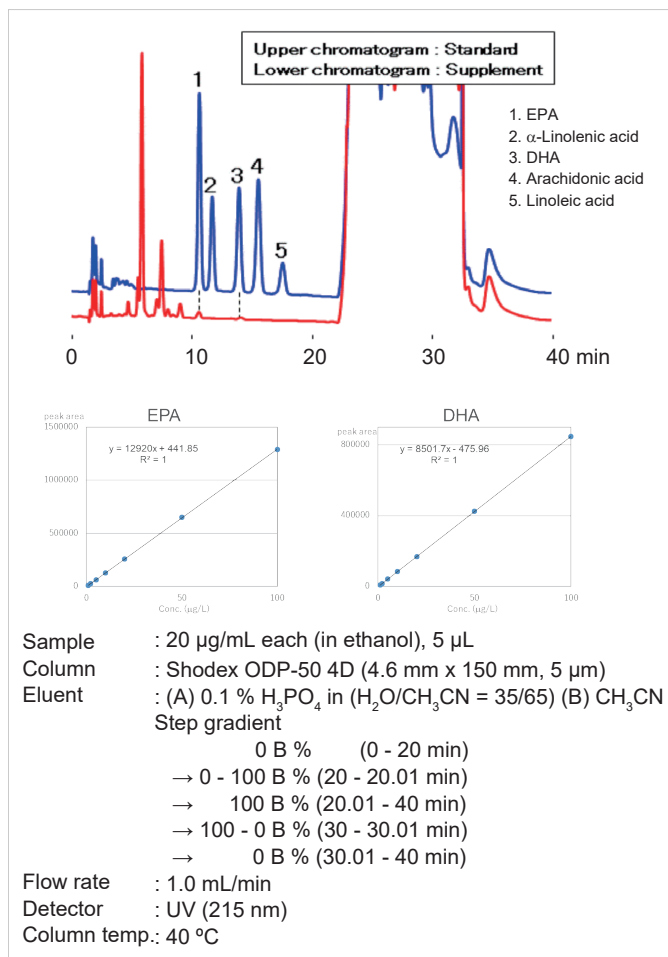 Upper chromatogram : Standard
Lower chromatogram : Supplement
1
2
3
4
5
1. EPA
2. α-Linolenic acid
3. DHA
4. Arachidonic acid
5. Linoleic acid
0 10 20 30 40 min
EPA
peak area
1500000
y = 12920x + 441.85
R² = 1
1000000
500000
0
0 50 100
Conc. (µg/L)
DHA
peak area
800000
y = 8501.7x - 475.96
R² = 1
400000
0
0 50 100
Conc. (µg/L)
Sample : 20 µg/mL each (in ethanol), 5 µL
Column : Shodex ODP-50 4D (4.6 mm x 150 mm, 5 µm)
Eluent : (A) 0.1 % H₃PO₄ in (H₂O/CH₃CN = 35/65) (B) CH₃CN
Step gradient
0 B % (0 - 20 min)
→ 0 - 100 B % (20 - 20.01 min)
→ 100 B % (20.01 - 40 min)
→ 100 - 0 B % (30 - 30.01 min)
→ 0 B % (30.01 - 40 min)
Flow rate : 1.0 mL/min
Detector : UV (215 nm)
Column temp. : 40 ºC